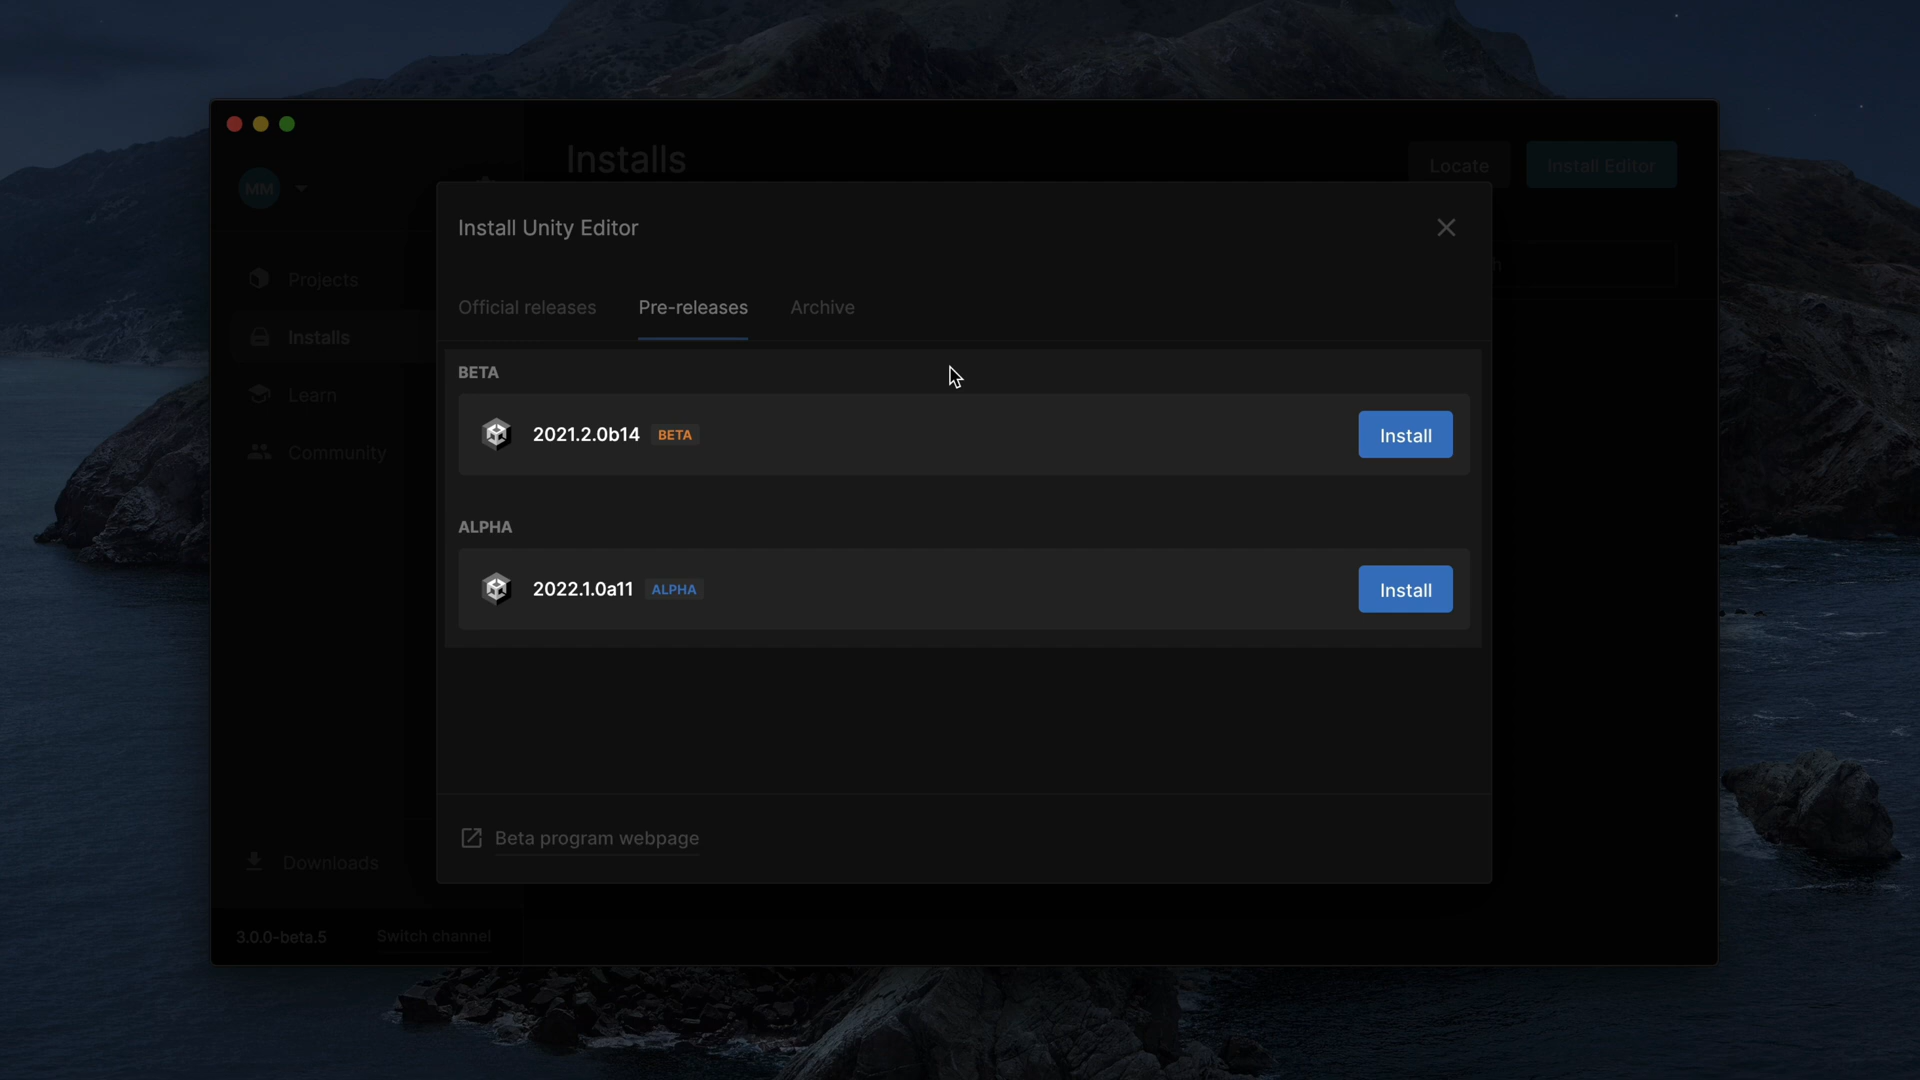 Installs
Locate
Install Editor
MM
Install Unity Editor
Projects
Official releases
Pre-releases
Archive
Installs
BETA
Learn
2021.2.0b14 BETA
Install
Community
ALPHA
2022.1.0a11 ALPHA
Install
Beta program webpage
Downloads
3.0.0-beta.5
Switch channel